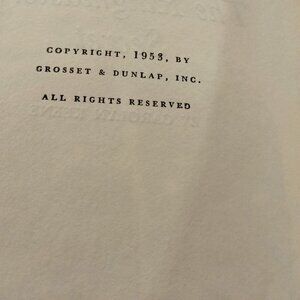 COPYRIGHT, 1953, BY
GROSSET & DUNLAP, INC.
ALL RIGHTS RESERVED